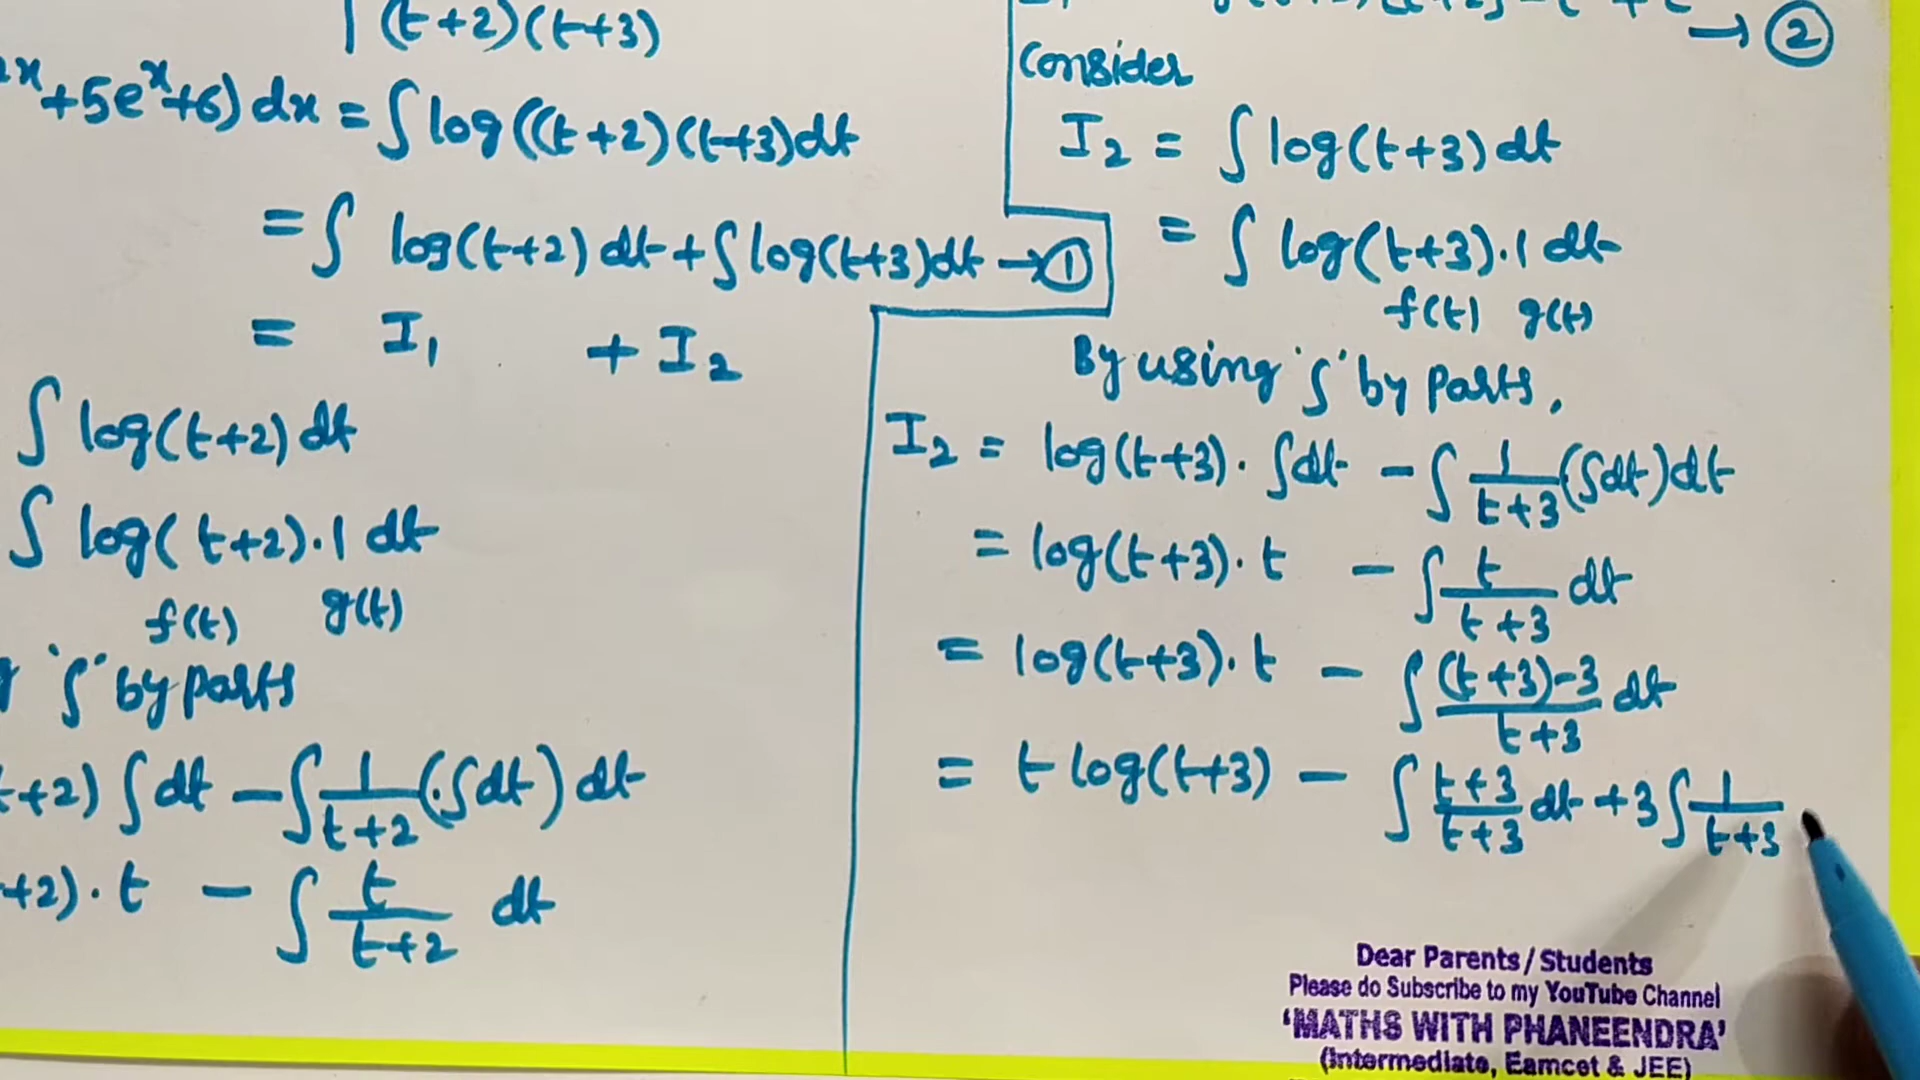 (t+2)(t+3)
+5e^x+6) dx = ∫ log((t+2)(t+3)dt
= ∫ log(t+2) dt + ∫ log(t+3)dt → ①
= I₁ + I₂
∫ log(t+2) dt
∫ log(t+2).1 dt
f(t) g(t)
'∫' by parts
t+2) ∫ dt - ∫ 1/(t+2) (∫dt) dt
+2).t - ∫ t/(t+2) dt
→ ②
Consider
I₂ = ∫ log(t+3) dt
= ∫ log(t+3).1 dt
f(t) g(t)
By using '∫' by parts,
I₂ = log(t+3). ∫dt - ∫ 1/(t+3) (∫dt)dt
= log(t+3).t - ∫ t/(t+3) dt
= log(t+3).t - ∫ ((t+3)-3)/(t+3) dt
= t log(t+3) - ∫ (t+3)/(t+3) dt + 3∫ 1/(t+3)
Dear Parents / Students
Please do Subscribe to my YouTube Channel
'MATHS WITH PHANEENDRA'
(Intermediate, Eamcet & JEE)